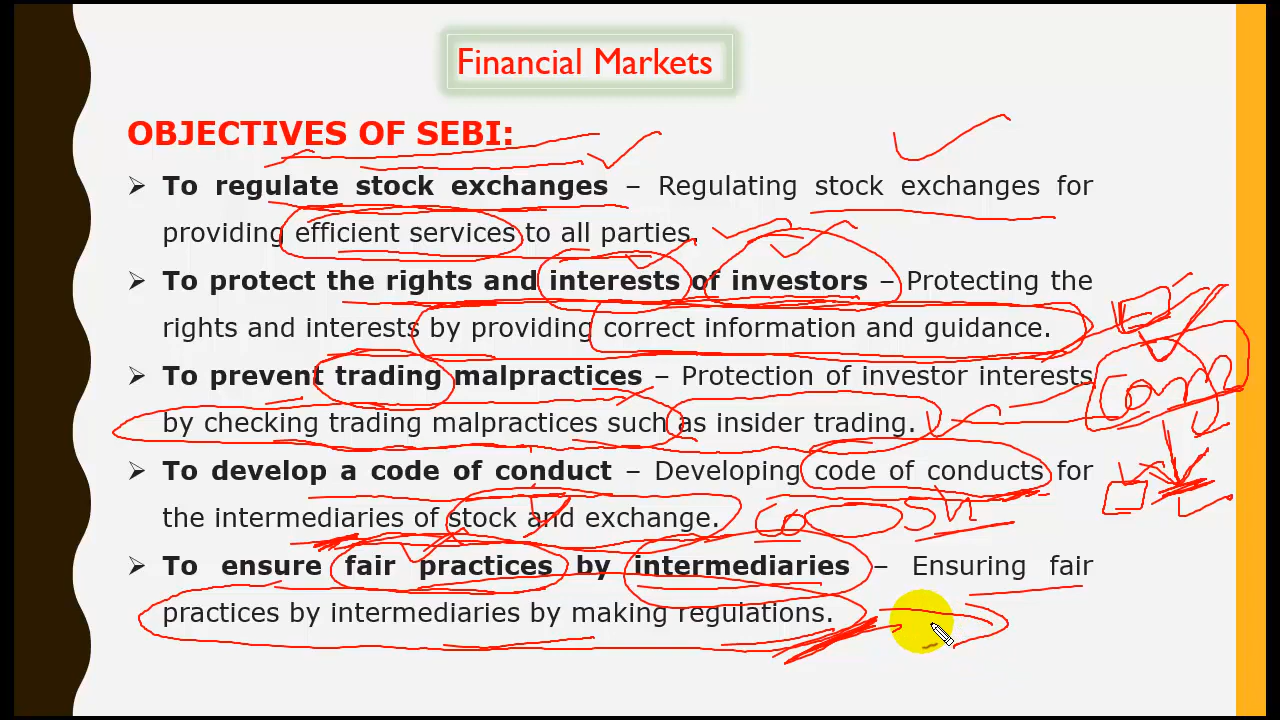 Financial Markets
OBJECTIVES OF SEBI:
➢ To regulate stock exchanges – Regulating stock exchanges for
providing efficient services to all parties.
➢ To protect the rights and interests of investors – Protecting the
rights and interests by providing correct information and guidance.
➢ To prevent trading malpractices – Protection of investor interests
by checking trading malpractices such as insider trading.
➢ To develop a code of conduct – Developing code of conducts for
the intermediaries of stock and exchange.
➢ To ensure fair practices by intermediaries – Ensuring fair
practices by intermediaries by making regulations.